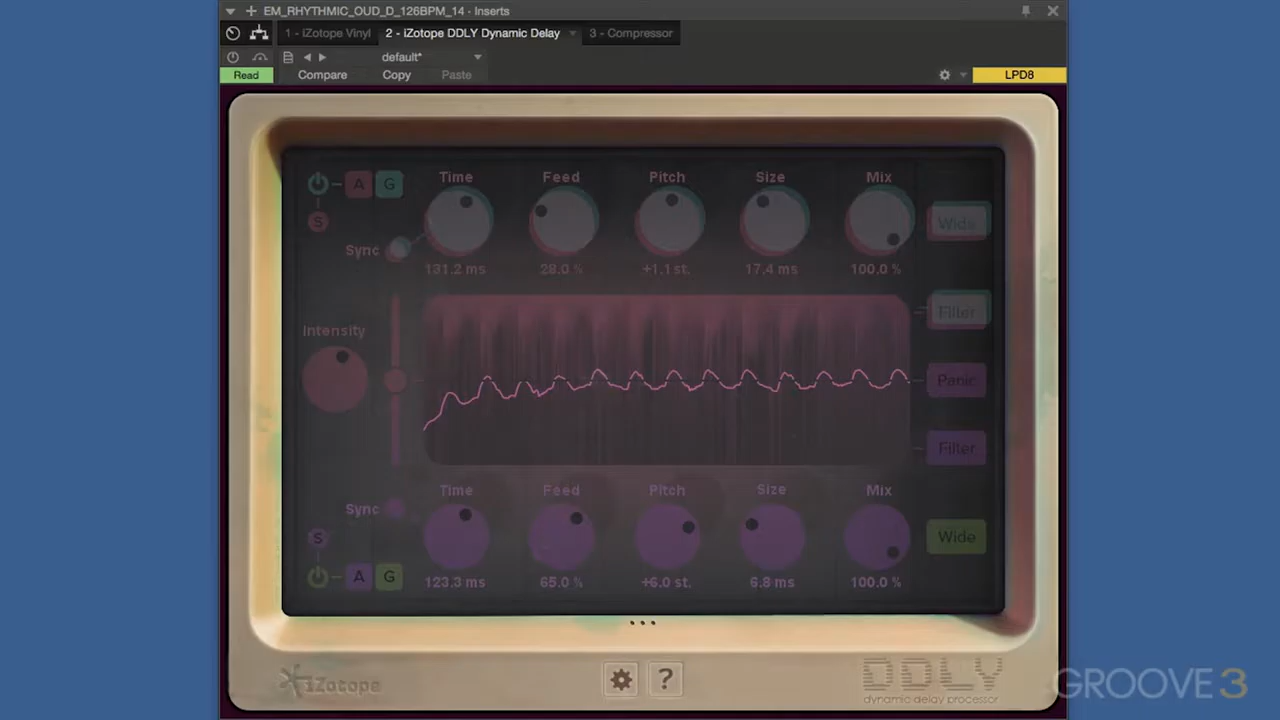 EM_RHYTHMIC_OUD_D_126BPM_14 - Inserts
1 - iZotope Vinyl
2 - iZotope DDLY Dynamic Delay
3 - Compressor
default*
Read
Compare
Copy
Paste
LPD8
A G
Time
Feed
Pitch
Size
Mix
Wide
S
Sync
131.2 ms
28.0 %
+1.1 st.
17.4 ms
100.0 %
Filter
Intensity
Panic
Filter
Time
Feed
Pitch
Size
Mix
Sync
S
Wide
A G
123.3 ms
65.0 %
+6.0 st.
6.8 ms
100.0 %
iZotope
?
DDLY
dynamic delay processor
GROOVE 3